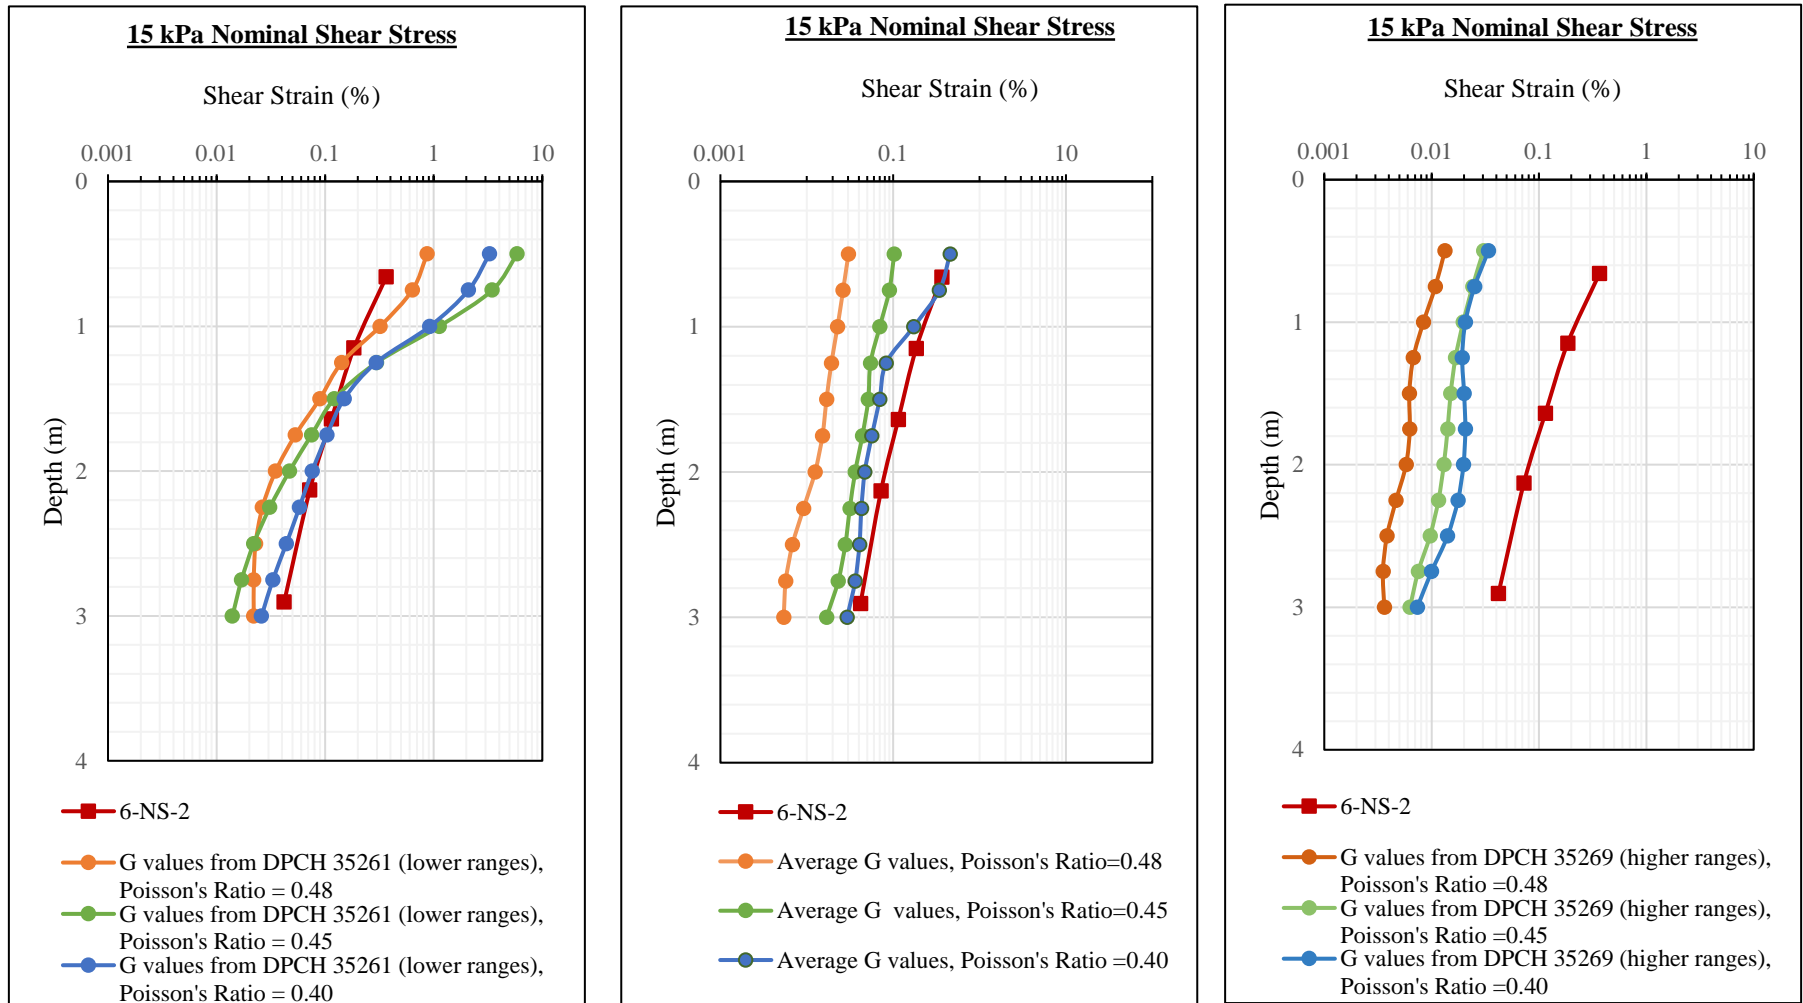 15 kPa Nominal Shear Stress
Shear Strain (%)
0.001 0.01 0.1 1 10
0
1
2
3
4
Depth (m)
6-NS-2
G values from DPCH 35261 (lower ranges),
Poisson's Ratio = 0.48
G values from DPCH 35261 (lower ranges),
Poisson's Ratio = 0.45
G values from DPCH 35261 (lower ranges),
Poisson's Ratio = 0.40
15 kPa Nominal Shear Stress
Shear Strain (%)
0.001 0.1 10
0
1
2
3
4
Depth (m)
6-NS-2
Average G values, Poisson's Ratio=0.48
Average G  values, Poisson's Ratio=0.45
Average G values, Poisson's Ratio =0.40
15 kPa Nominal Shear Stress
Shear Strain (%)
0.001 0.01 0.1 1 10
0
1
2
3
4
Depth (m)
6-NS-2
G values from DPCH 35269 (higher ranges),
Poisson's Ratio =0.48
G values from DPCH 35269 (higher ranges),
Poisson's Ratio =0.45
G values from DPCH 35269 (higher ranges),
Poisson's Ratio =0.40